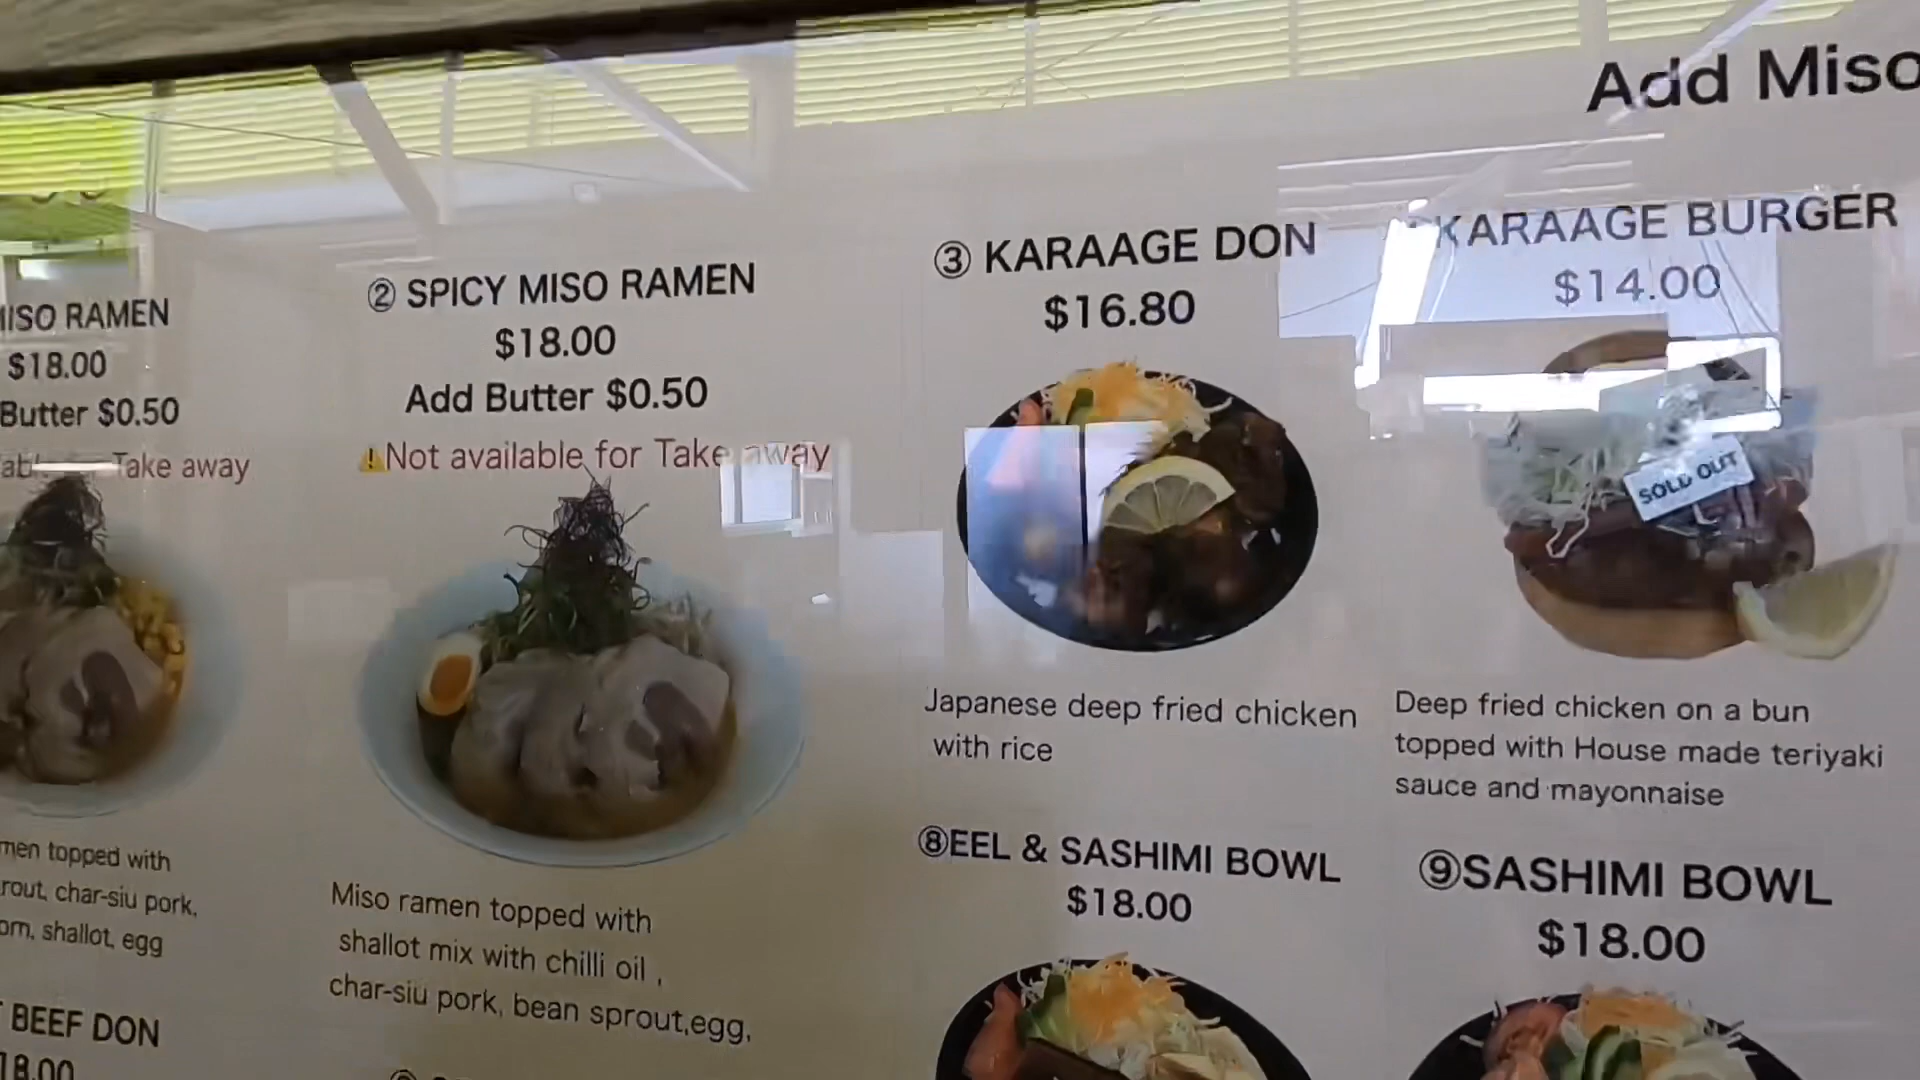 Add Miso
MISO RAMEN
$18.00
Butter $0.50
Take away
② SPICY MISO RAMEN
$18.00
Add Butter $0.50
⚠Not available for Take away
③ KARAAGE DON
$16.80
KARAAGE BURGER
$14.00
SOLD OUT
Japanese deep fried chicken
with rice
Deep fried chicken on a bun
topped with House made teriyaki
sauce and mayonnaise
topped with
char-siu pork,
shallot, egg
Miso ramen topped with
shallot mix with chilli oil ,
char-siu pork, bean sprout,egg,
⑧EEL & SASHIMI BOWL
$18.00
⑨SASHIMI BOWL
$18.00
BEEF DON
18.00